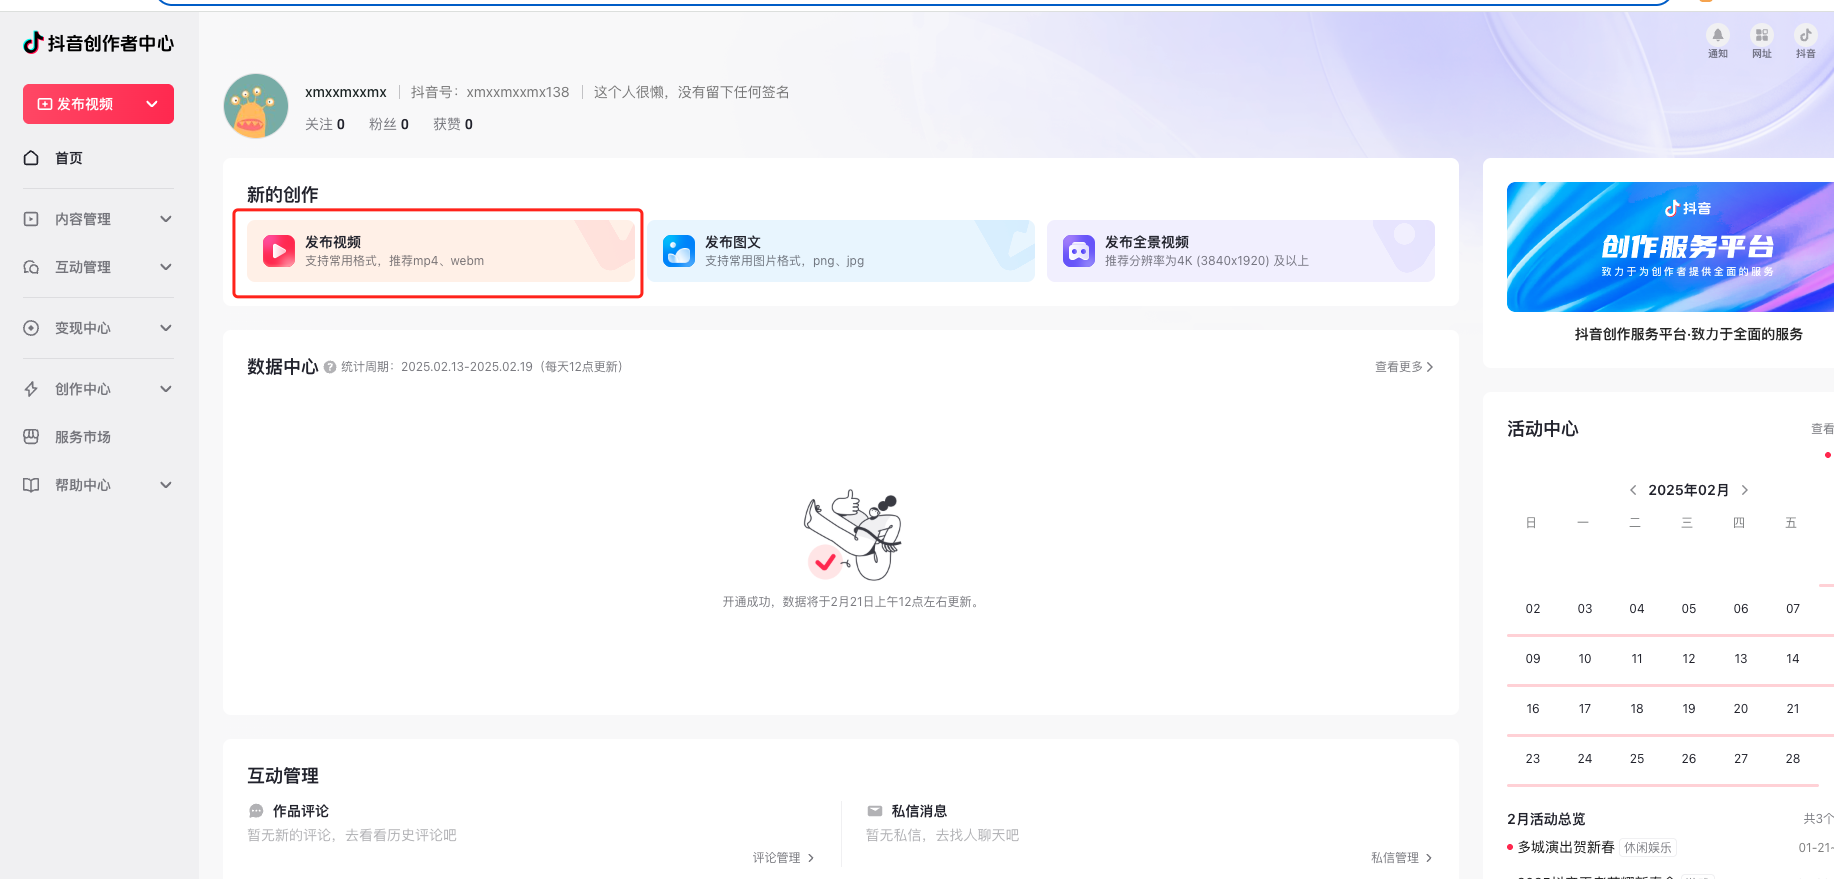 抖音创作者中心
通知
网址
抖音
发布视频
首页
内容管理
互动管理
变现中心
创作中心
服务市场
帮助中心
xmxxmxxmx
抖音号：xmxxmxxmx138
这个人很懒，没有留下任何签名
关注 0
粉丝 0
获赞 0
新的创作
发布视频
支持常用格式，推荐mp4、webm
发布图文
支持常用图片格式，png、jpg
发布全景视频
推荐分辨率为4K (3840x1920) 及以上
数据中心
统计周期：2025.02.13-2025.02.19（每天12点更新）
查看更多
开通成功，数据将于2月21日上午12点左右更新。
互动管理
作品评论
暂无新的评论，去看看历史评论吧
评论管理
私信消息
暂无私信，去找人聊天吧
私信管理
抖音
创作服务平台
致力于为创作者提供全面的服务
抖音创作服务平台·致力于全面的服务
活动中心
查看
2025年02月
日 一 二 三 四 五
02 03 04 05 06 07
09 10 11 12 13 14
16 17 18 19 20 21
23 24 25 26 27 28
2月活动总览
共3个
多城演出贺新春 休闲娱乐
01-21-